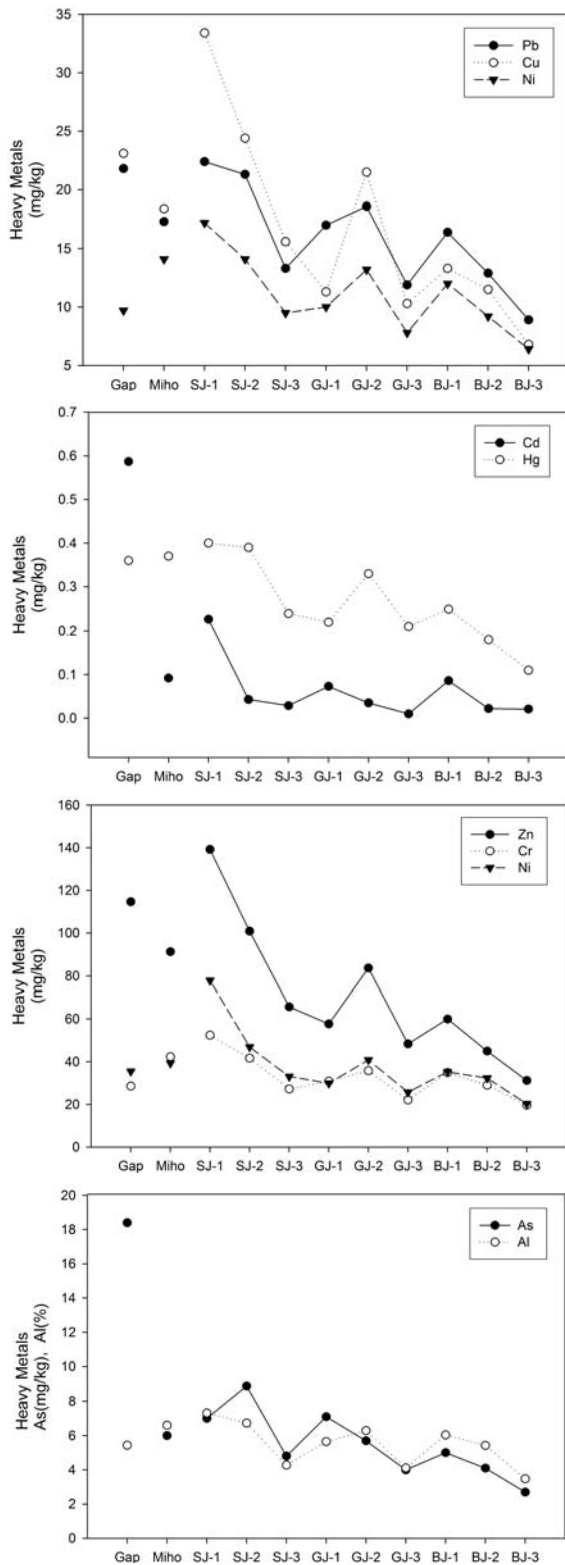 35
30
25
20
15
10
5
Heavy Metals
(mg/kg)
Pb
Cu
Ni
Gap Miho SJ-1 SJ-2 SJ-3 GJ-1 GJ-2 GJ-3 BJ-1 BJ-2 BJ-3
0.7
0.6
0.5
0.4
0.3
0.2
0.1
0.0
Heavy Metals
(mg/kg)
Cd
Hg
Gap Miho SJ-1 SJ-2 SJ-3 GJ-1 GJ-2 GJ-3 BJ-1 BJ-2 BJ-3
160
140
120
100
80
60
40
20
0
Heavy Metals
(mg/kg)
Zn
Cr
Ni
Gap Miho SJ-1 SJ-2 SJ-3 GJ-1 GJ-2 GJ-3 BJ-1 BJ-2 BJ-3
20
18
16
14
12
10
8
6
4
2
0
Heavy Metals
As(mg/kg), Al(%)
As
Al
Gap Miho SJ-1 SJ-2 SJ-3 GJ-1 GJ-2 GJ-3 BJ-1 BJ-2 BJ-3